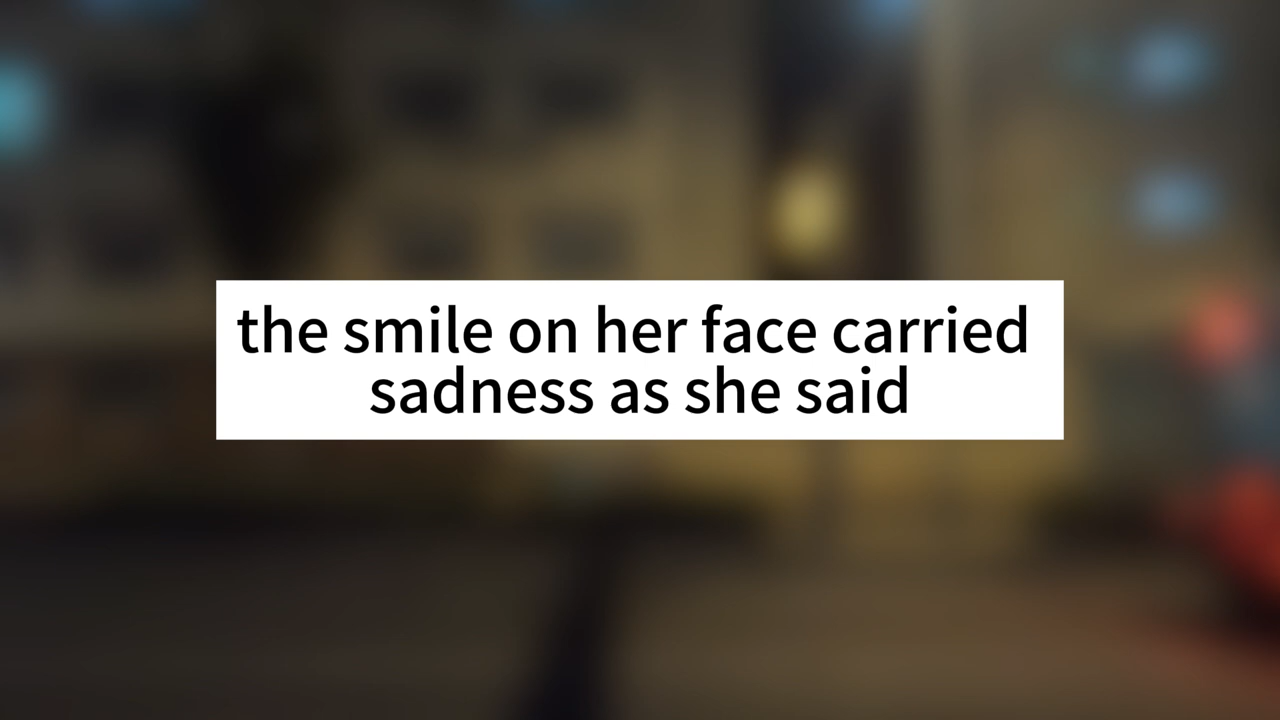 the smile on her face carried
sadness as she said